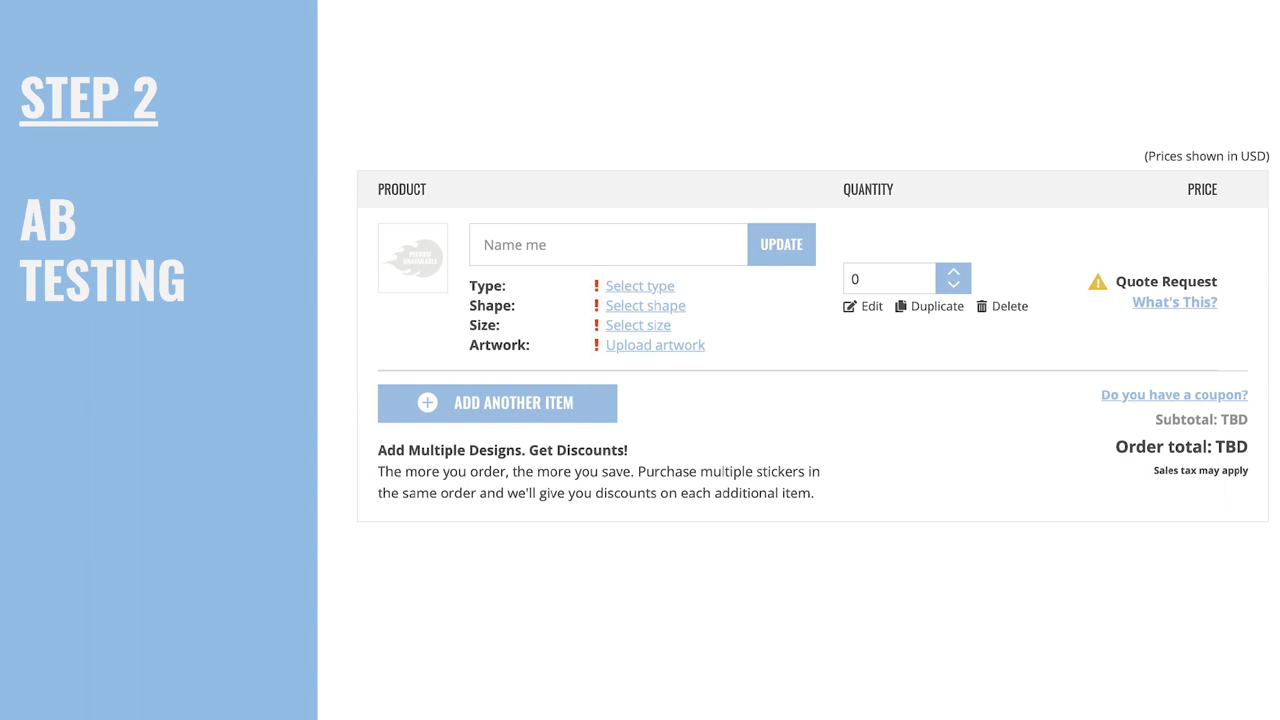 STEP 2
AB
TESTING
(Prices shown in USD)
PRODUCT QUANTITY PRICE
PREVIEW
UNAVAILABLE
Name me UPDATE
Type: ! Select type
Shape: ! Select shape
Size: ! Select size
Artwork: ! Upload artwork
0
Edit Duplicate Delete
Quote Request
What's This?
ADD ANOTHER ITEM
Add Multiple Designs. Get Discounts!
The more you order, the more you save. Purchase multiple stickers in
the same order and we'll give you discounts on each additional item.
Do you have a coupon?
Subtotal: TBD
Order total: TBD
Sales tax may apply